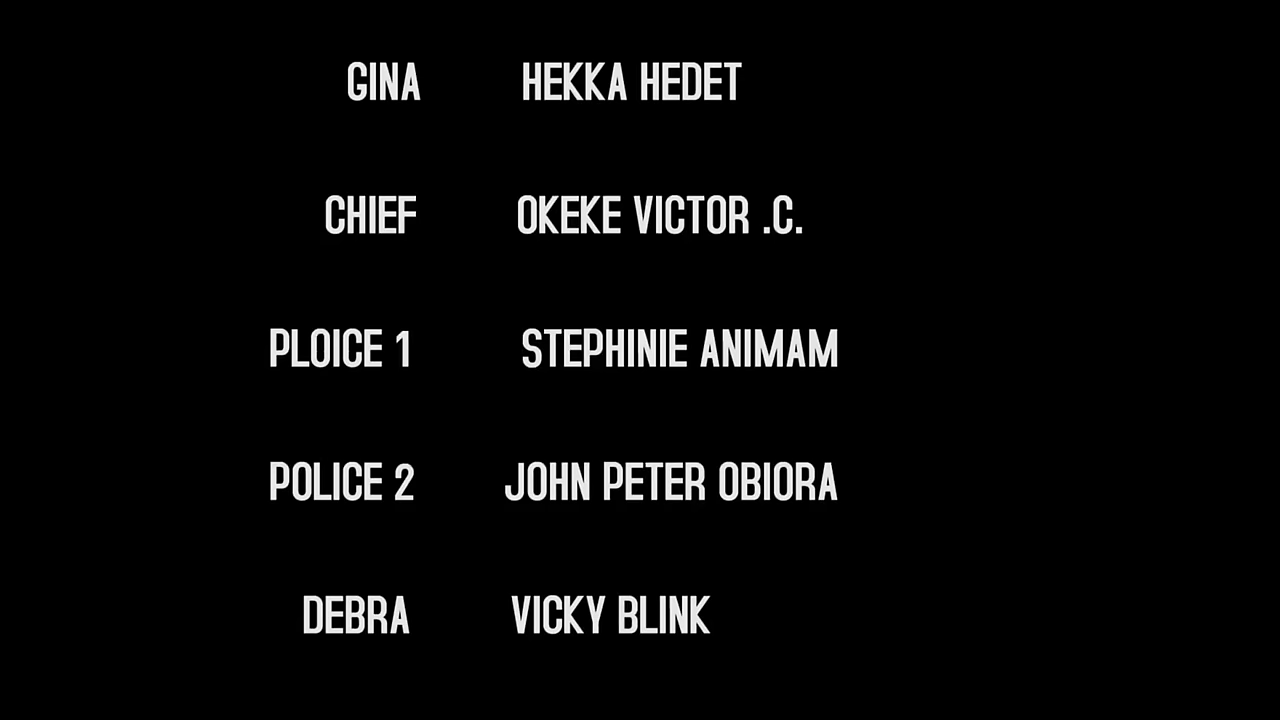 GINA HEKKA HEDET
CHIEF OKEKE VICTOR .C.
PLOICE 1 STEPHINIE ANIMAM
POLICE 2 JOHN PETER OBIORA
DEBRA VICKY BLINK